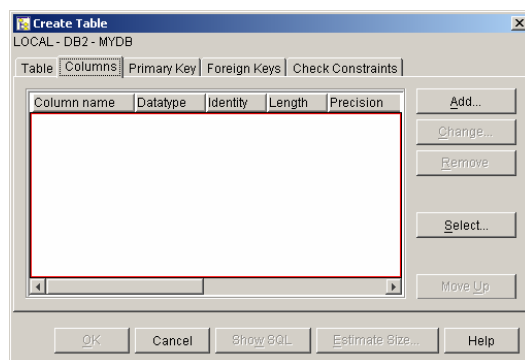 Create Table
LOCAL - DB2 - MYDB
Table Columns Primary Key Foreign Keys Check Constraints
Column name Datatype Identity Length Precision
Add...
Change...
Remove
Select...
Move Up
OK Cancel Show SQL Estimate Size... Help